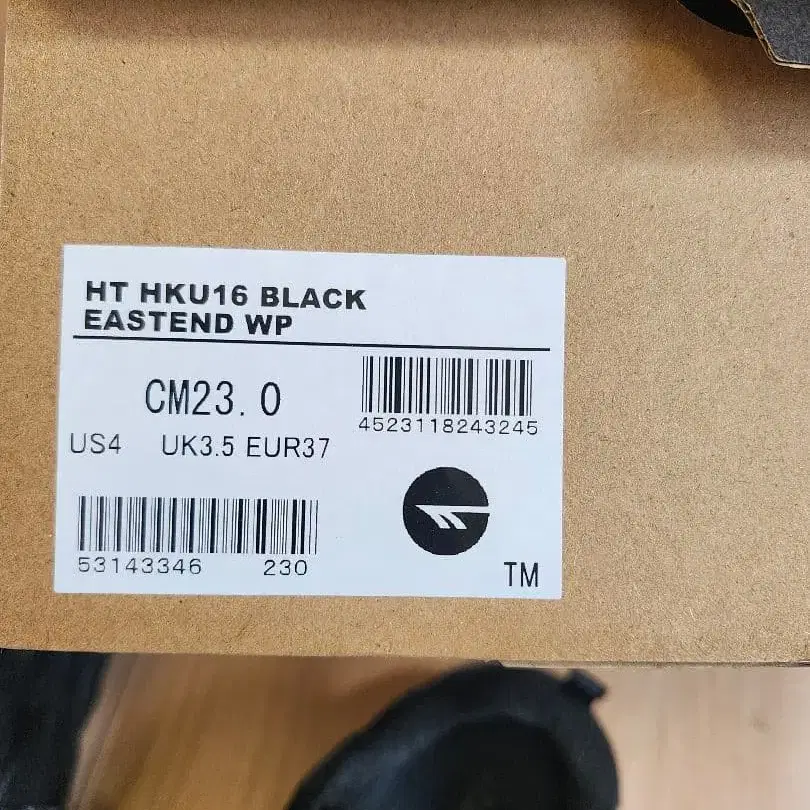 HT HKU16 BLACK
EASTEND WP
CM23.0
4523118243245
US4 UK3.5 EUR37
53143346 230
TM